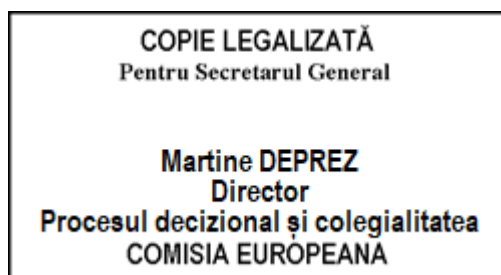 COPIE LEGALIZATĂ
Pentru Secretarul General
Martine DEPREZ
Director
Procesul decizional și colegialitatea
COMISIA EUROPEANA